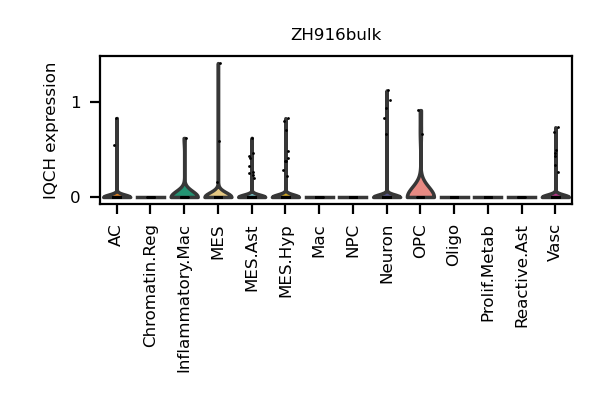 ZH916bulk
IQCH expression
1
0
AC
Chromatin.Reg
Inflammatory.Mac
MES
MES.Ast
MES.Hyp
Mac
NPC
Neuron
OPC
Oligo
Prolif.Metab
Reactive.Ast
Vasc